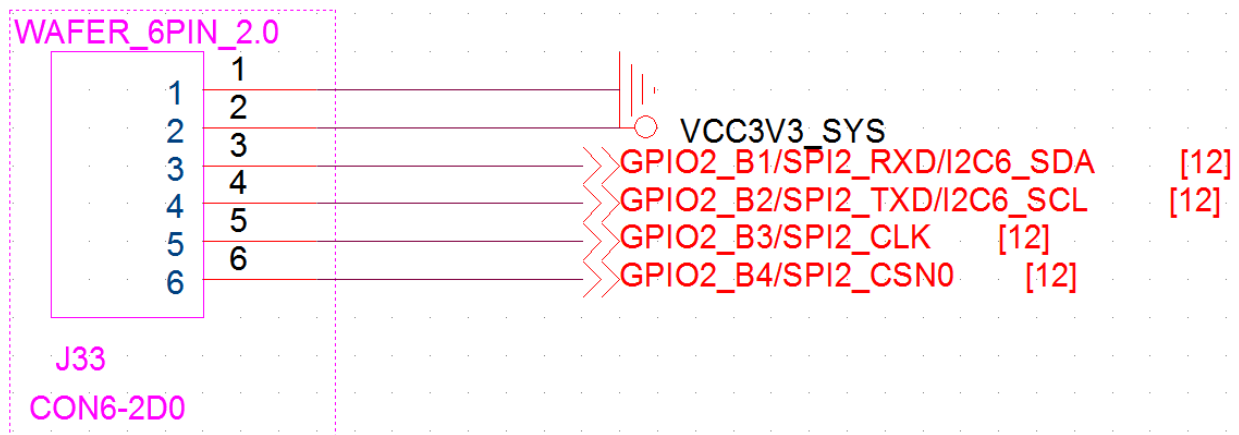 WAFER_6PIN_2.0
1 1
2 2 VCC3V3_SYS
3 3 GPIO2_B1/SPI2_RXD/I2C6_SDA [12]
4 4 GPIO2_B2/SPI2_TXD/I2C6_SCL [12]
5 5 GPIO2_B3/SPI2_CLK [12]
6 6 GPIO2_B4/SPI2_CSN0 [12]
J33
CON6-2D0